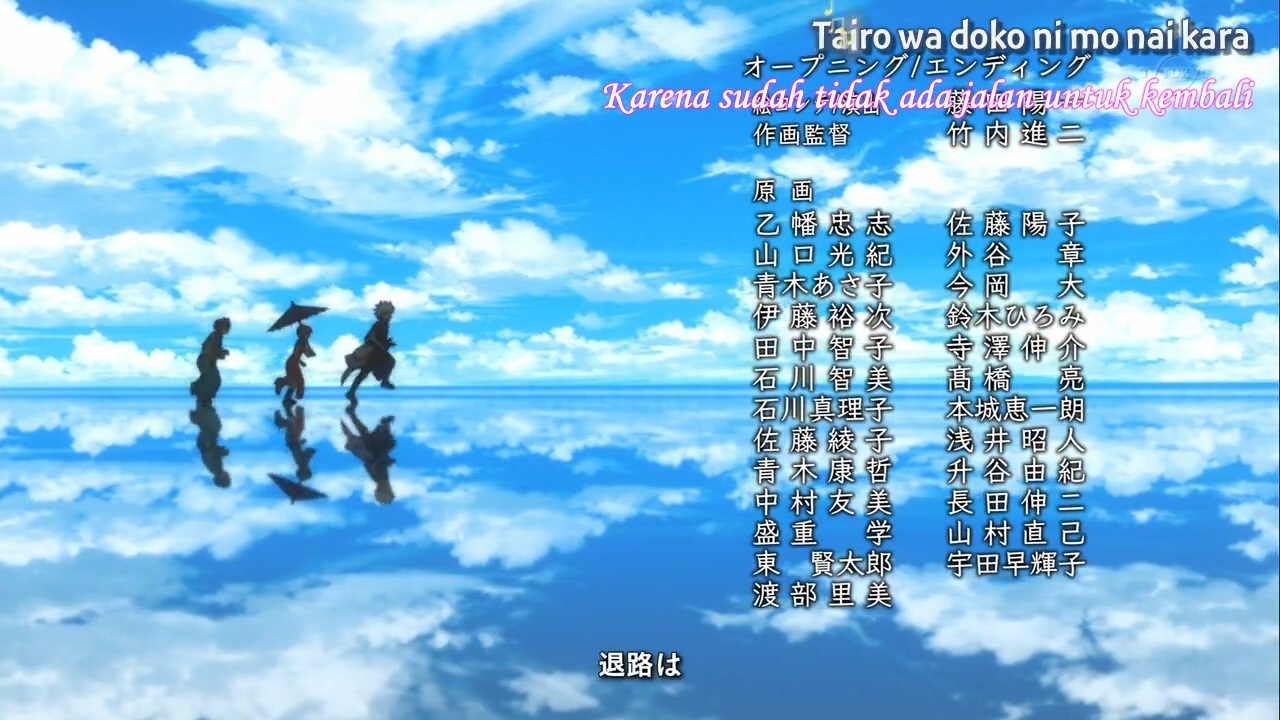 Tairo wa doko ni mo nai kara
オープニング/エンディング
Karena sudah tidak ada jalan untuk kembali
作画監督 竹内進二
原画
乙幡忠志 佐藤陽子
山口光紀 外谷章
青木あさ子 今岡大
伊藤裕次 鈴木ひろみ
田中智子 寺澤伸介
石川智美 髙橋亮
石川真理子 本城恵一朗
佐藤綾子 浅井昭人
青木康哲 升谷由紀
中村友美 長田伸二
盛重学 山村直己
東賢太郎 宇田早輝子
渡部里美
退路は